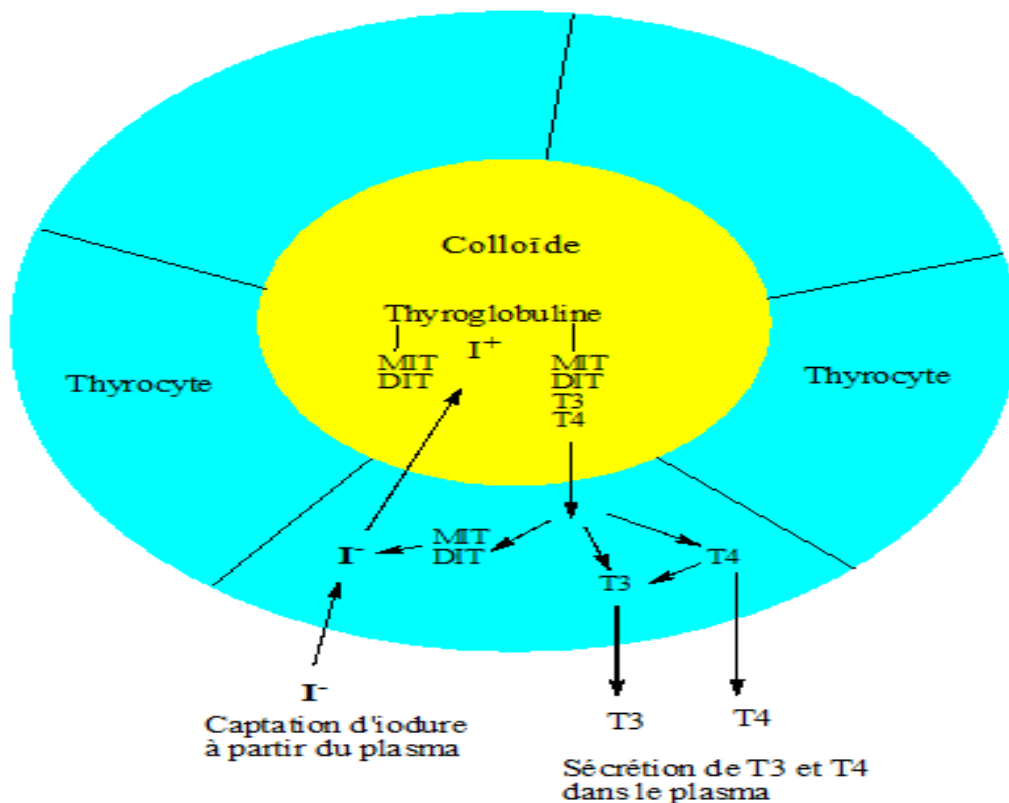 Colloïde
Thyroglobuline
I+
MIT
DIT
MIT
DIT
T3
T4
Thyrocyte
Thyrocyte
I-
MIT
DIT
T3
T4
I-
Captation d'iodure
à partir du plasma
T3
T4
Sécrétion de T3 et T4
dans le plasma